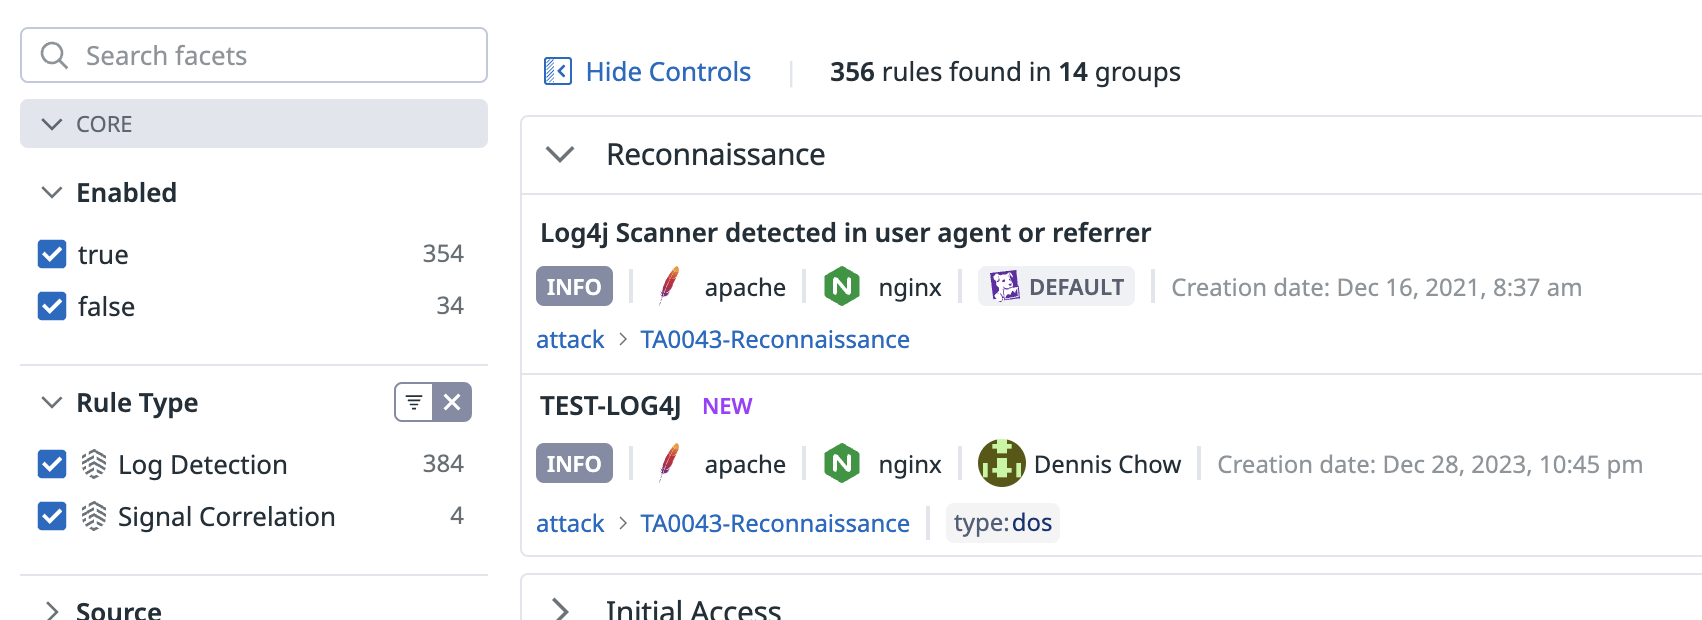 Search facets
CORE
Enabled
true 354
false 34
Rule Type
Log Detection 384
Signal Correlation 4
Source
Hide Controls 356 rules found in 14 groups
Reconnaissance
Log4j Scanner detected in user agent or referrer
INFO apache nginx DEFAULT Creation date: Dec 16, 2021, 8:37 am
attack > TA0043-Reconnaissance
TEST-LOG4J NEW
INFO apache nginx Dennis Chow Creation date: Dec 28, 2023, 10:45 pm
attack > TA0043-Reconnaissance type:dos
Initial Access